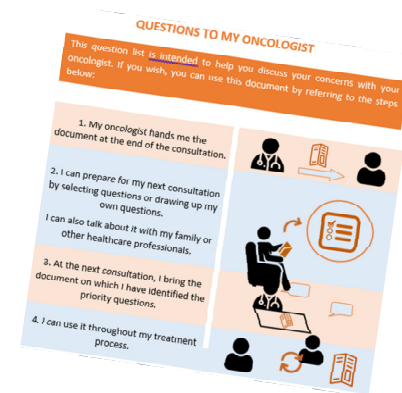 QUESTIONS TO MY ONCOLOGIST
This question list is intended to help you discuss your concerns with your
oncologist. If you wish, you can use this document by referring to the steps
below:
1. My oncologist hands me the
document at the end of the consultation.
2. I can prepare for my next consultation
by selecting questions or drawing up my
own questions.
I can also talk about it with my family or
other healthcare professionals.
3. At the next consultation, I bring the
document on which I have identified the
priority questions.
4. I can use it throughout my treatment
process.